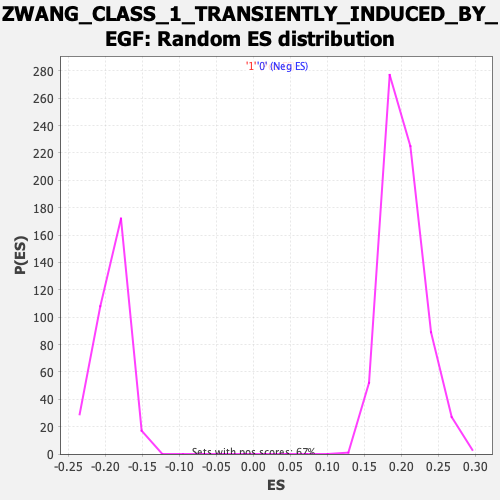 ZWANG_CLASS_1_TRANSIENTLY_INDUCED_BY_
EGF: Random ES distribution
'1''0' (Neg ES)
280
260
240
220
200
180
160
140
120
100
80
60
40
20
0
P(ES)
Sets with pos scores: 67%
-0.25 -0.20 -0.15 -0.10 -0.05 0.00 0.05 0.10 0.15 0.20 0.25 0.30
ES